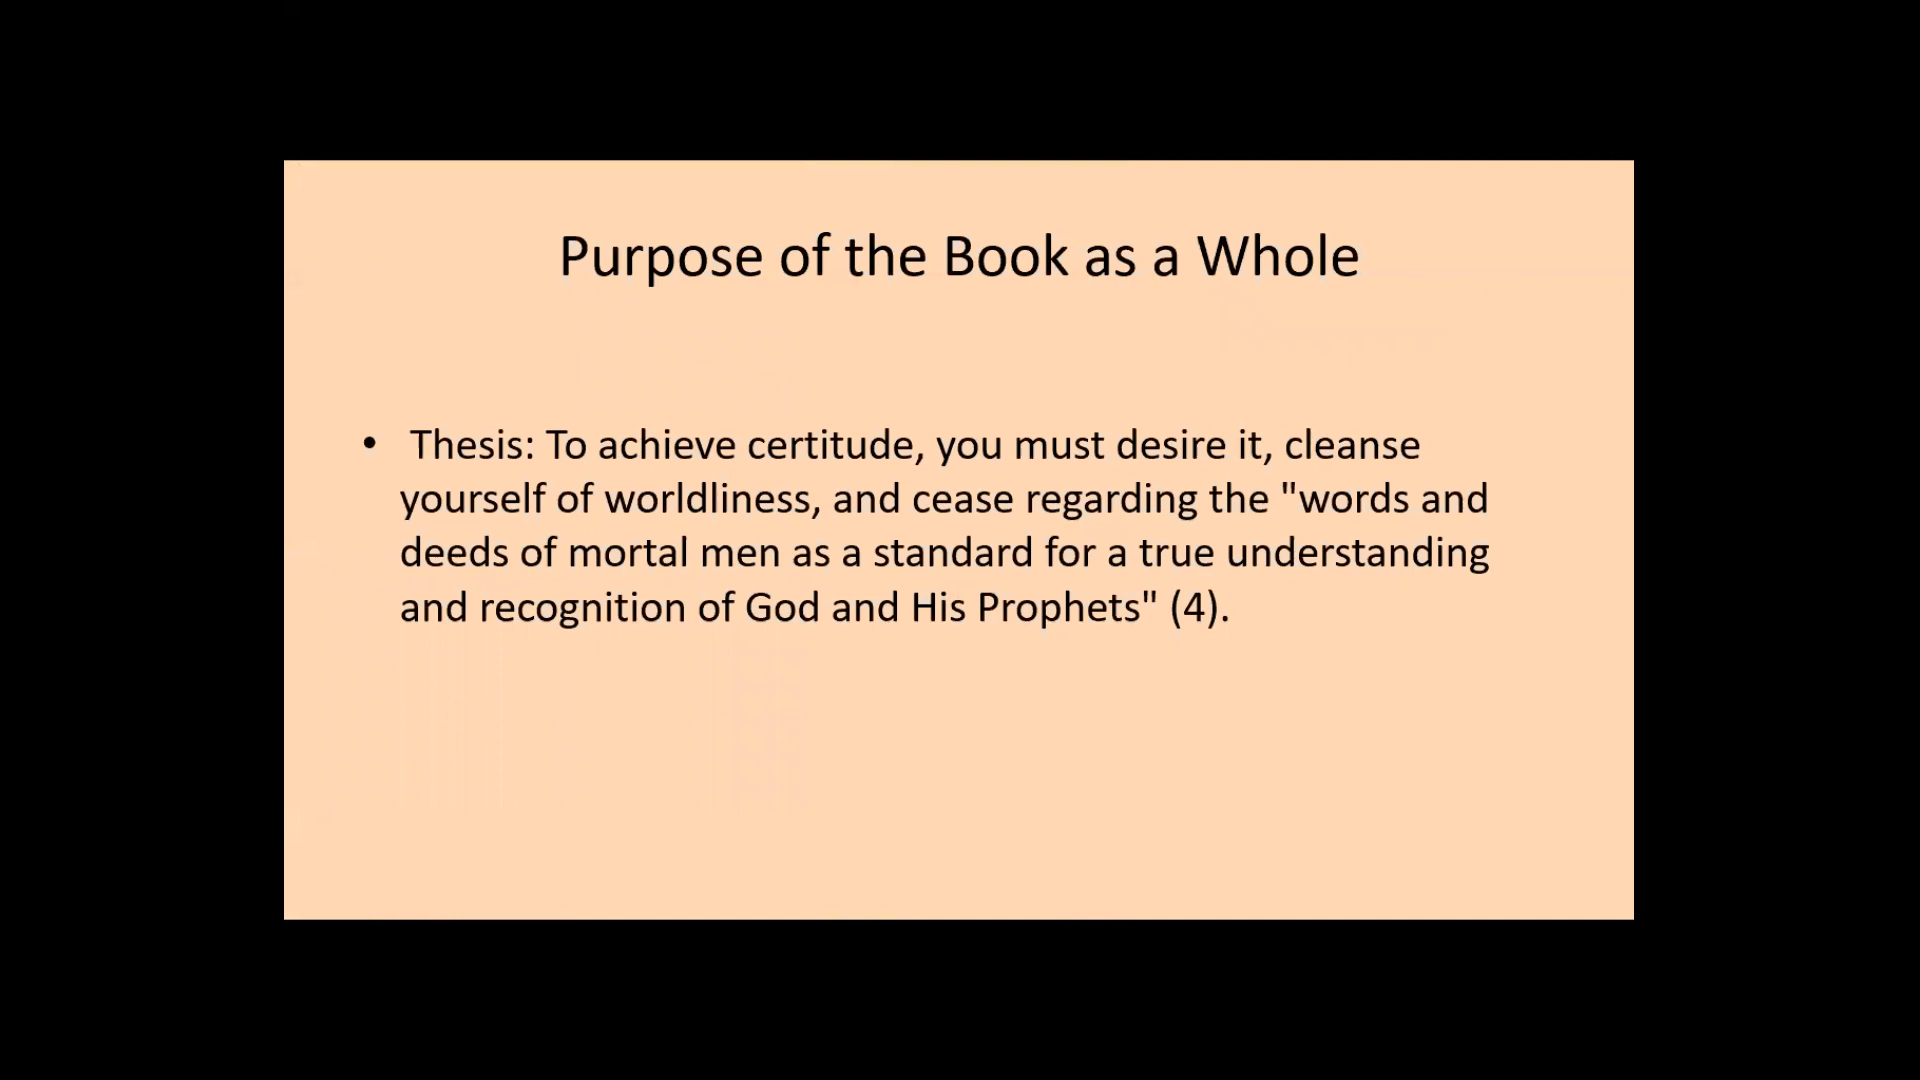 Purpose of the Book as a Whole
• Thesis: To achieve certitude, you must desire it, cleanse
yourself of worldliness, and cease regarding the "words and
deeds of mortal men as a standard for a true understanding
and recognition of God and His Prophets" (4).